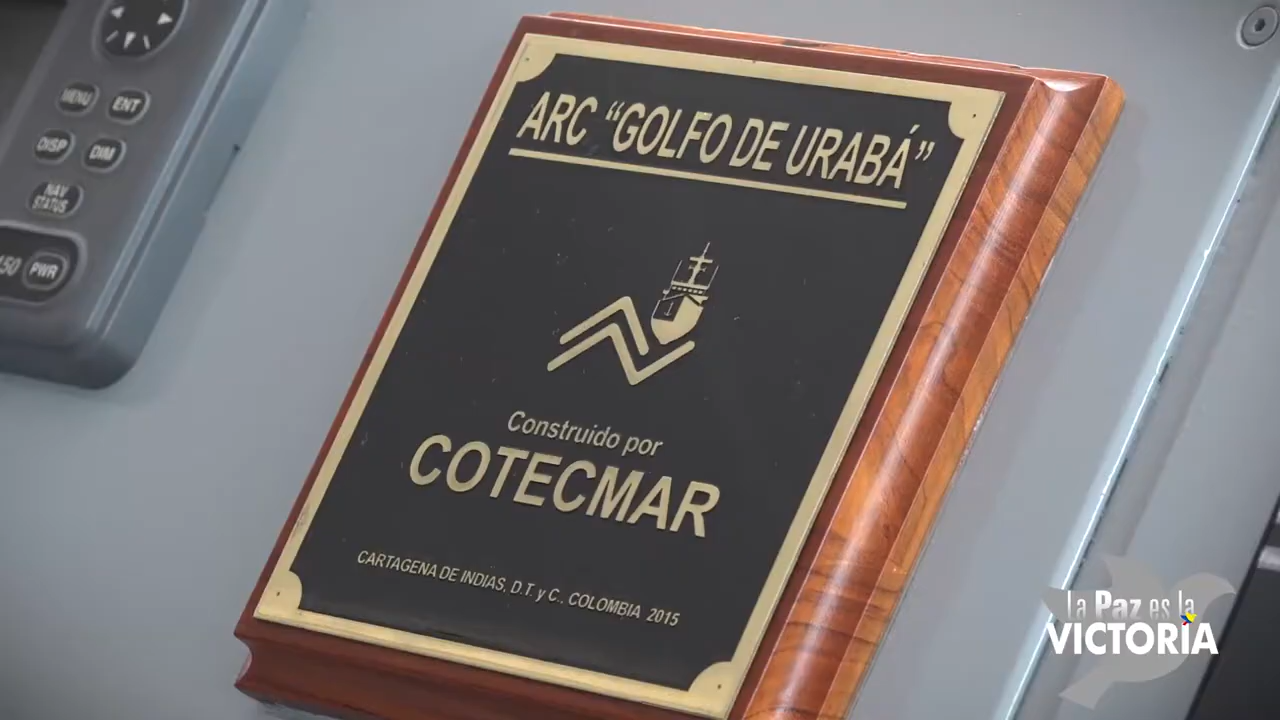 MENU ENT
DISP DIM
NAV
STATUS
PWR
ARC “GOLFO DE URABÁ”
Construido por
COTECMAR
CARTAGENA DE INDIAS, D.T. y C., COLOMBIA 2015
la Paz es la
VICTORIA